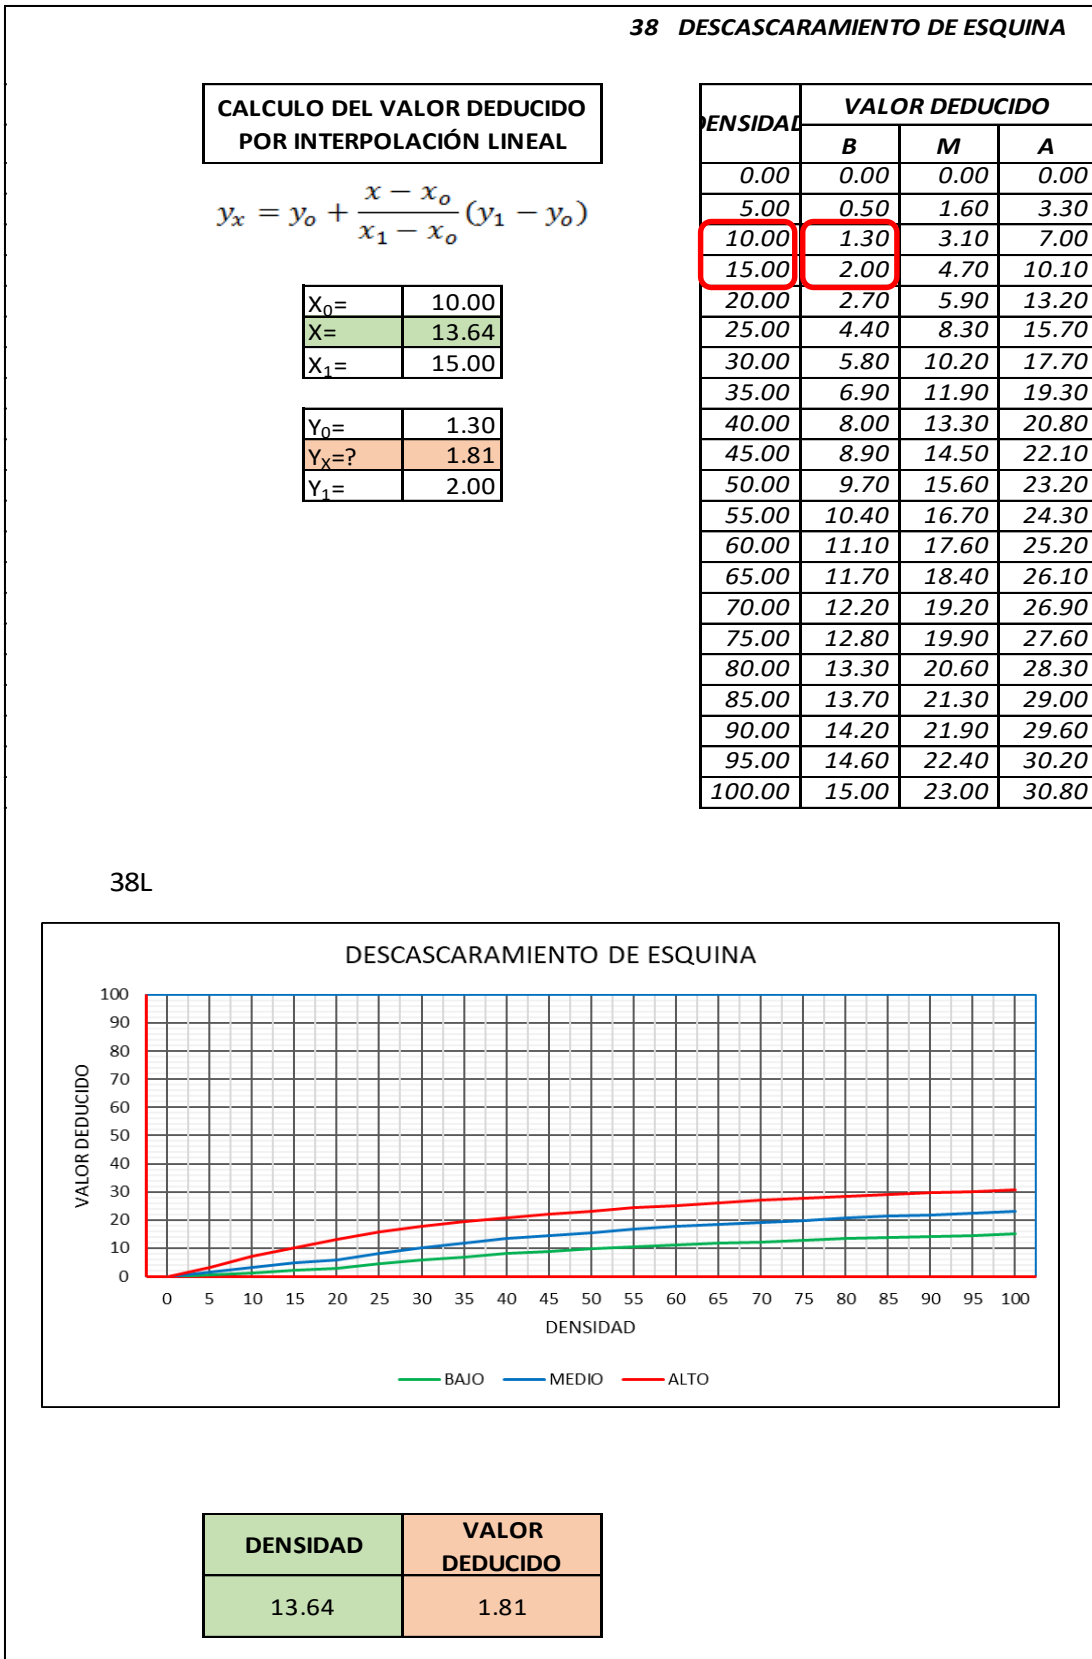 38 DESCASCARAMIENTO DE ESQUINA
CALCULO DEL VALOR DEDUCIDO
POR INTERPOLACIÓN LINEAL
y_x = y_o + \frac{x - x_o}{x_1 - x_o} (y_1 - y_o)
X₀= 10.00
X= 13.64
X₁= 15.00
Y₀= 1.30
Yₓ=? 1.81
Y₁= 2.00
DENSIDAD VALOR DEDUCIDO
B M A
0.00 0.00 0.00 0.00
5.00 0.50 1.60 3.30
10.00 1.30 3.10 7.00
15.00 2.00 4.70 10.10
20.00 2.70 5.90 13.20
25.00 4.40 8.30 15.70
30.00 5.80 10.20 17.70
35.00 6.90 11.90 19.30
40.00 8.00 13.30 20.80
45.00 8.90 14.50 22.10
50.00 9.70 15.60 23.20
55.00 10.40 16.70 24.30
60.00 11.10 17.60 25.20
65.00 11.70 18.40 26.10
70.00 12.20 19.20 26.90
75.00 12.80 19.90 27.60
80.00 13.30 20.60 28.30
85.00 13.70 21.30 29.00
90.00 14.20 21.90 29.60
95.00 14.60 22.40 30.20
100.00 15.00 23.00 30.80
38L
DESCASCARAMIENTO DE ESQUINA
VALOR DEDUCIDO
100
90
80
70
60
50
40
30
20
10
0
0 5 10 15 20 25 30 35 40 45 50 55 60 65 70 75 80 85 90 95 100
DENSIDAD
BAJO MEDIO ALTO
DENSIDAD VALOR
DEDUCIDO
13.64 1.81